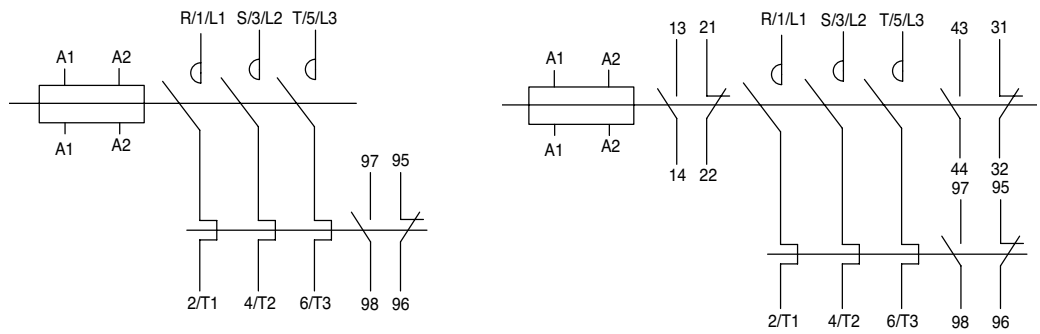 R/1/L1 S/3/L2 T/5/L3
A1 A2
A1 A2
97 95
2/T1 4/T2 6/T3 98 96
R/1/L1 S/3/L2 T/5/L3
13 21 43 31
A1 A2
A1 A2
14 22 44 32
97 95
2/T1 4/T2 6/T3 98 96